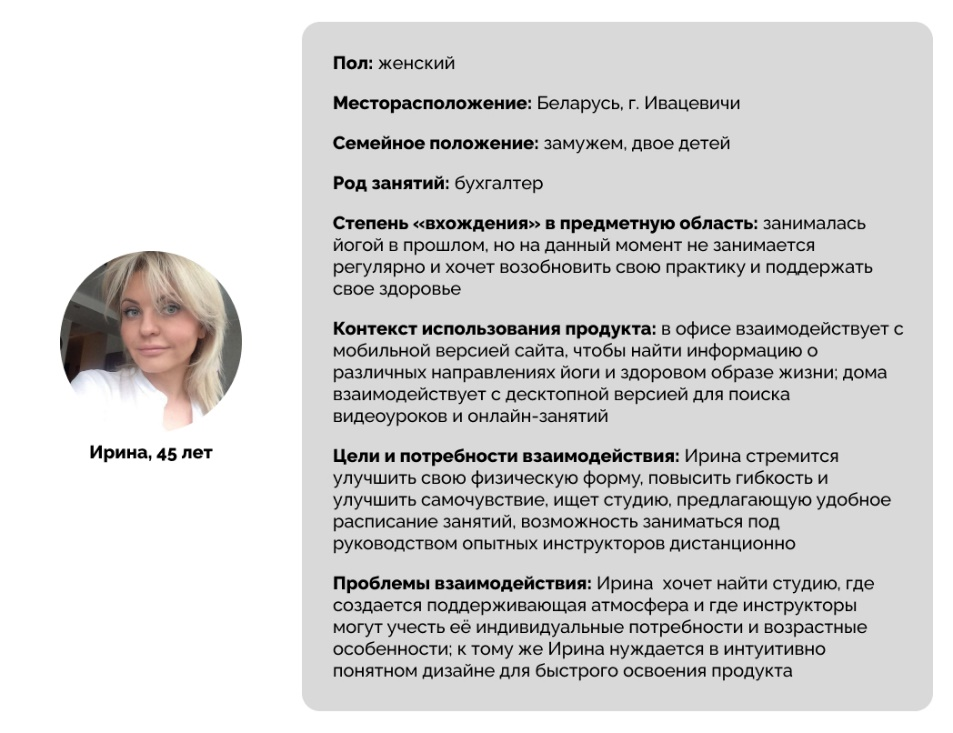 Пол: женский
Месторасположение: Беларусь, г. Ивацевичи
Семейное положение: замужем, двое детей
Род занятий: бухгалтер
Степень «вхождения» в предметную область: занималась
йогой в прошлом, но на данный момент не занимается
регулярно и хочет возобновить свою практику и поддержать
свое здоровье
Контекст использования продукта: в офисе взаимодействует с
мобильной версией сайта, чтобы найти информацию о
различных направлениях йоги и здоровом образе жизни; дома
взаимодействует с десктопной версией для поиска
видеоуроков и онлайн-занятий
Цели и потребности взаимодействия: Ирина стремится
улучшить свою физическую форму, повысить гибкость и
улучшить самочувствие, ищет студию, предлагающую удобное
расписание занятий, возможность заниматься под
руководством опытных инструкторов дистанционно
Проблемы взаимодействия: Ирина  хочет найти студию, где
создается поддерживающая атмосфера и где инструкторы
могут учесть её индивидуальные потребности и возрастные
особенности; к тому же Ирина нуждается в интуитивно
понятном дизайне для быстрого освоения продукта
Ирина, 45 лет